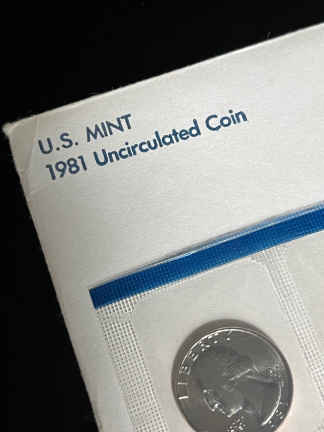 U.S. MINT
1981 Uncirculated Coin
LIBERTY